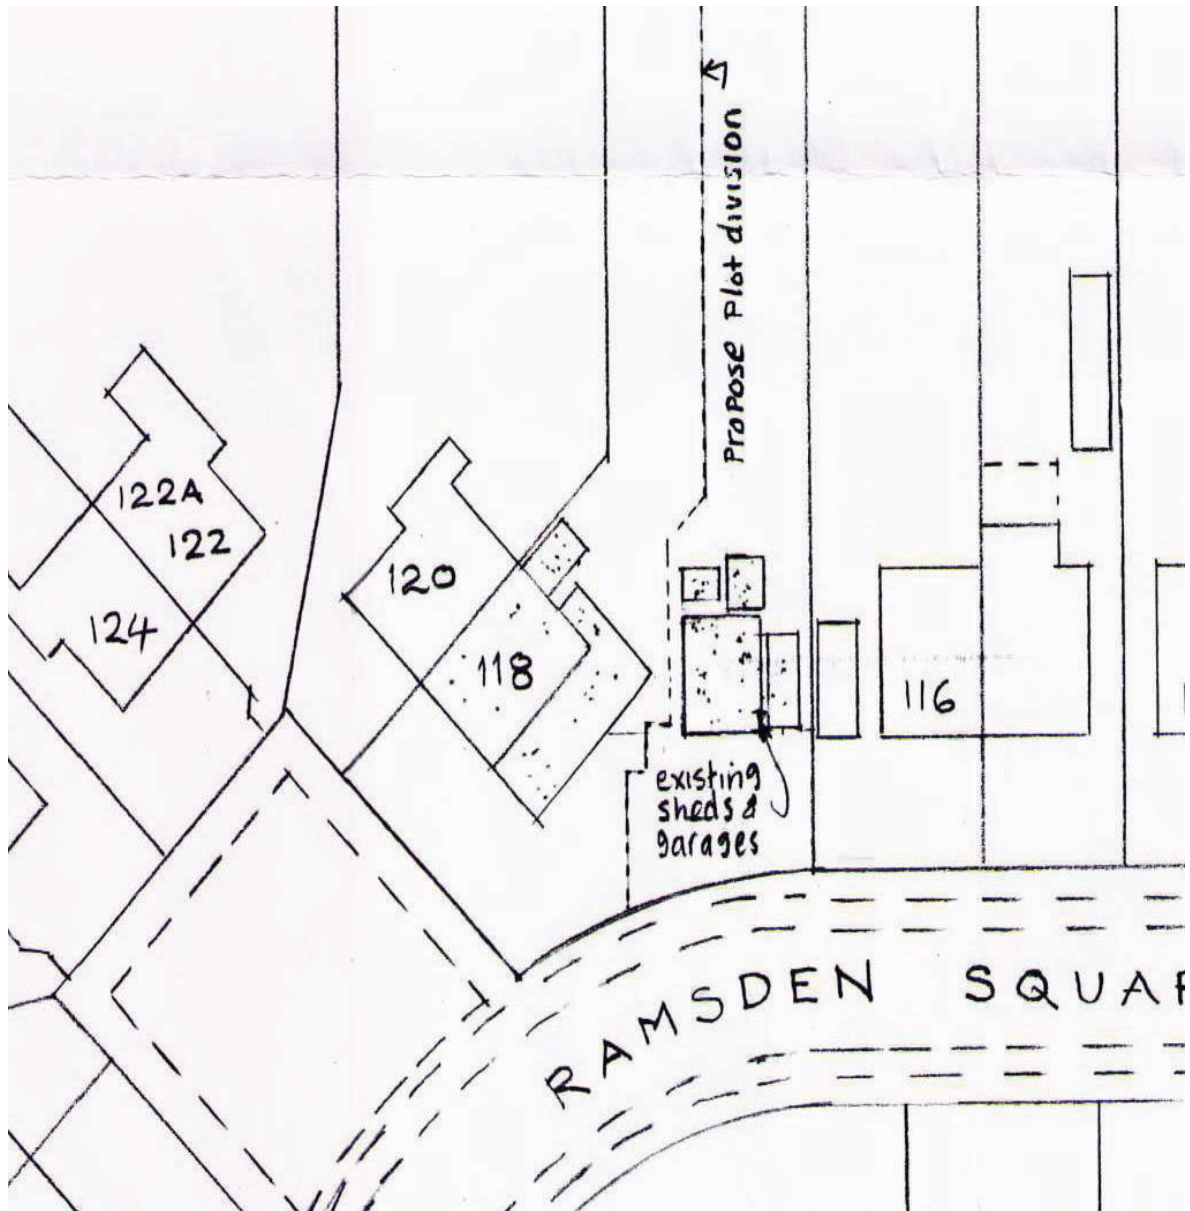 Propose Plot division
122A
122
120
124
118
116
existing
sheds &
garages
RAMSDEN SQUAR